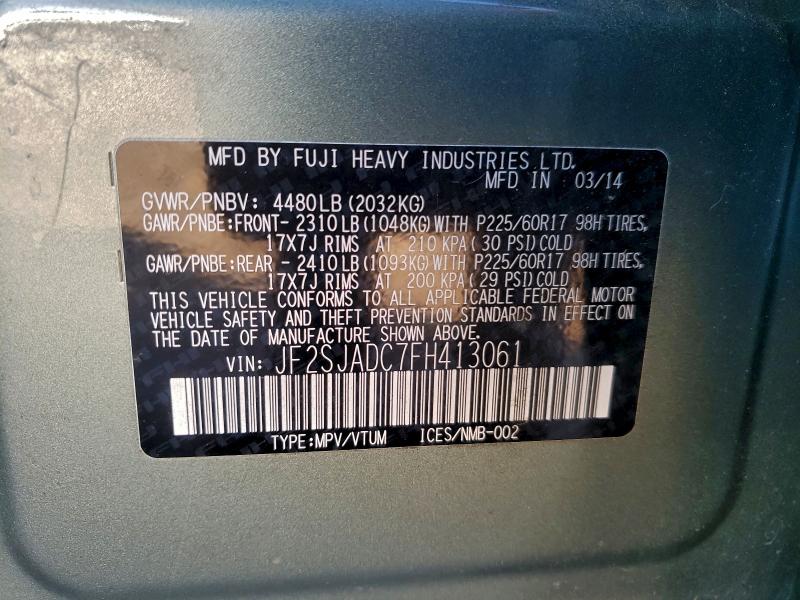 MFD BY FUJI HEAVY INDUSTRIES LTD.
MFD IN 03/14
GVWR/PNBV: 4480LB(2032KG)
GAWR/PNBE:FRONT- 2310LB(1048KG)WITH P225/60R17 98H TIRES,
17X7J RIMS AT 210 KPA(30 PSI)COLD
GAWR/PNBE:REAR - 2410LB(1093KG)WITH P225/60R17 98H TIRES,
17X7J RIMS AT 200 KPA(29 PSI)COLD
THIS VEHICLE CONFORMS TO ALL APPLICABLE FEDERAL MOTOR
VEHICLE SAFETY AND THEFT PREVENTION STANDARDS IN EFFECT ON
THE DATE OF MANUFACTURE SHOWN ABOVE.
VIN: JF2SJADC7FH413061
TYPE:MPV/VTUM ICES/NMB-002